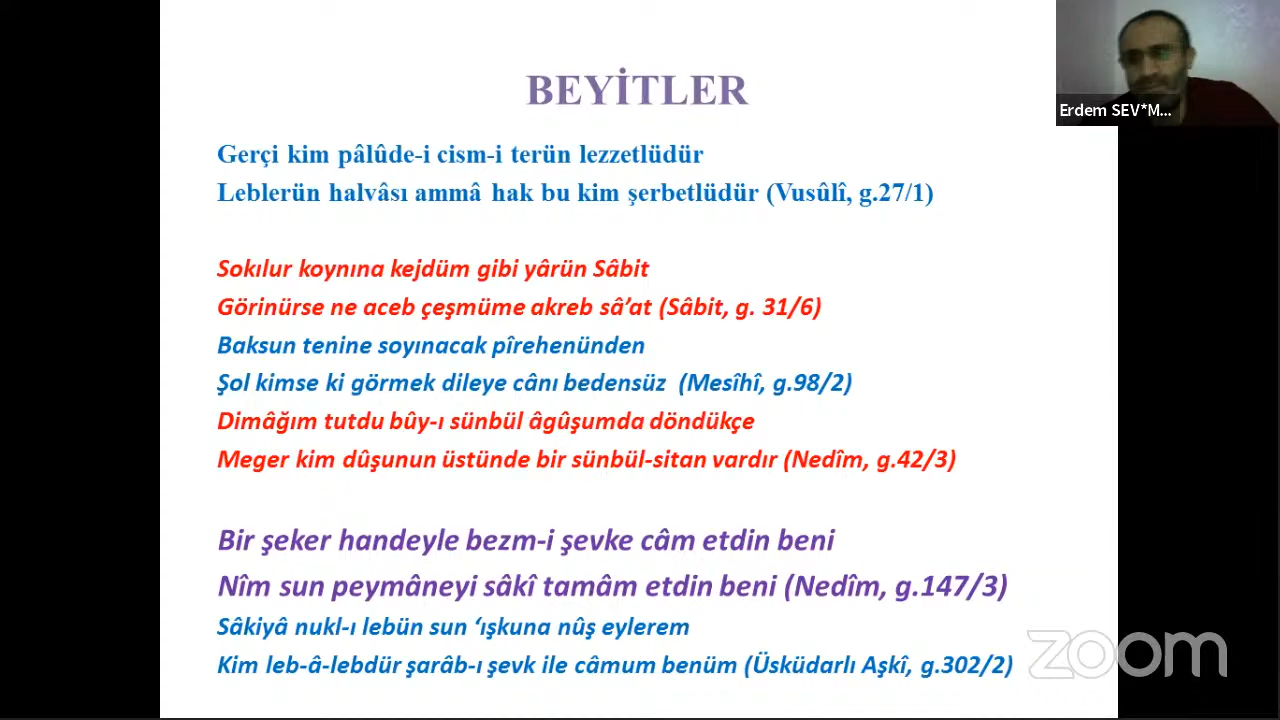 BEYİTLER
Erdem SEV*M...
Gerçi kim pâlûde-i cism-i terün lezzetlüdür
Leblerün halvâsı ammâ hak bu kim şerbetlüdür (Vusûlî, g.27/1)
Sokılur koynına kejdüm gibi yârün Sâbit
Görinürse ne aceb çeşmüme akreb sâ’at (Sâbit, g. 31/6)
Baksun tenine soyınacak pîrehenünden
Şol kimse ki görmek dileye cânı bedensüz (Mesîhî, g.98/2)
Dimâğım tutdu bûy-ı sünbül âgûşumda döndükçe
Meger kim dûşunun üstünde bir sünbül-sitan vardır (Nedîm, g.42/3)
Bir şeker handeyle bezm-i şevke câm etdin beni
Nîm sun peymâneyi sâkî tamâm etdin beni (Nedîm, g.147/3)
Sâkiyâ nukl-ı lebün sun ‘ışkuna nûş eylerem
Kim leb-â-lebdür şarâb-ı şevk ile câmum benüm (Üsküdarlı Aşkî, g.302/2)
zoom